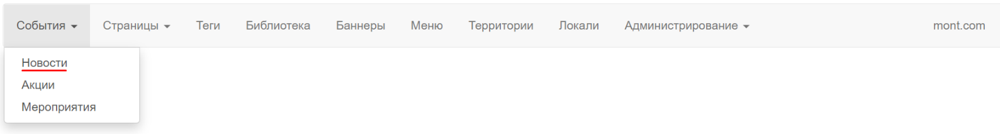 События Страницы Теги Библиотека Баннеры Меню Территории Локали Администрирование mont.com
Новости
Акции
Мероприятия